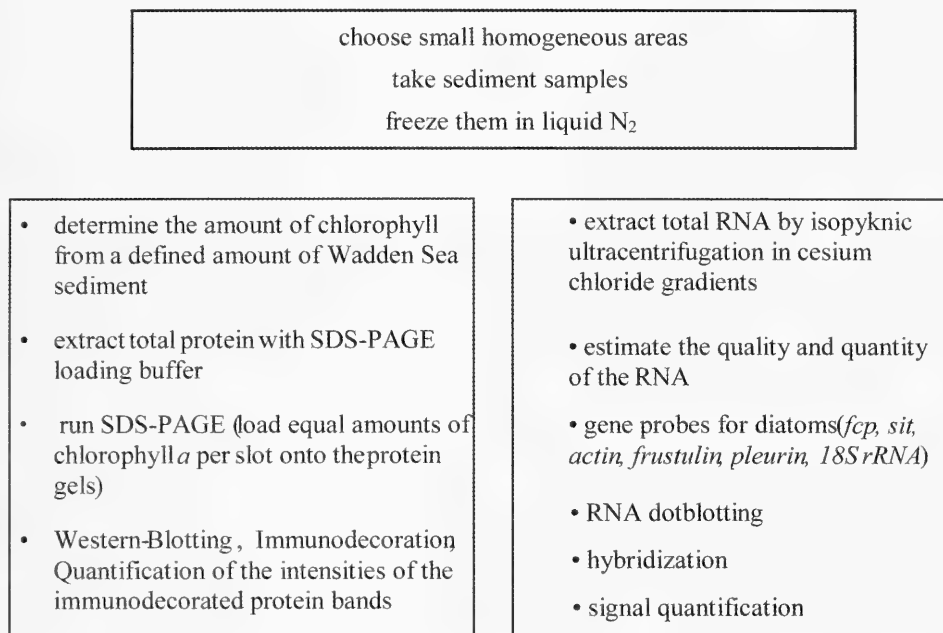 choose small homogeneous areas
take sediment samples
freeze them in liquid N₂
• determine the amount of chlorophyll
from a defined amount of Wadden Sea
sediment
• extract total protein with SDS-PAGE
loading buffer
• run SDS-PAGE (load equal amounts of
chlorophyll a per slot onto theprotein
gels)
• Western-Blotting, Immunodecoration,
Quantification of the intensities of the
immunodecorated protein bands
• extract total RNA by isopyknic
ultracentrifugation in cesium
chloride gradients
• estimate the quality and quantity
of the RNA
• gene probes for diatoms(fcp, sit,
actin, frustulin, pleurin, 18S rRNA)
• RNA dotblotting
• hybridization
• signal quantification